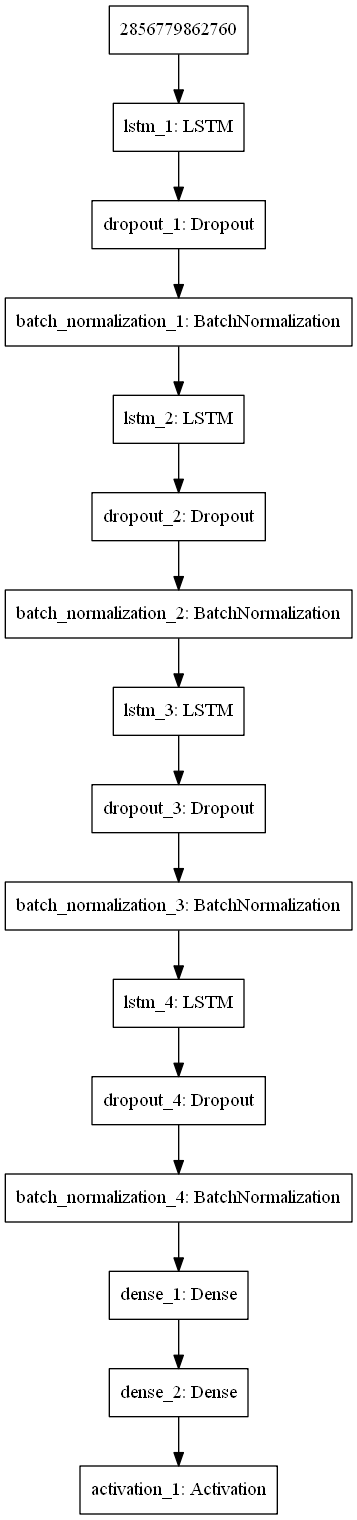 2856779862760
lstm_1: LSTM
dropout_1: Dropout
batch_normalization_1: BatchNormalization
lstm_2: LSTM
dropout_2: Dropout
batch_normalization_2: BatchNormalization
lstm_3: LSTM
dropout_3: Dropout
batch_normalization_3: BatchNormalization
lstm_4: LSTM
dropout_4: Dropout
batch_normalization_4: BatchNormalization
dense_1: Dense
dense_2: Dense
activation_1: Activation